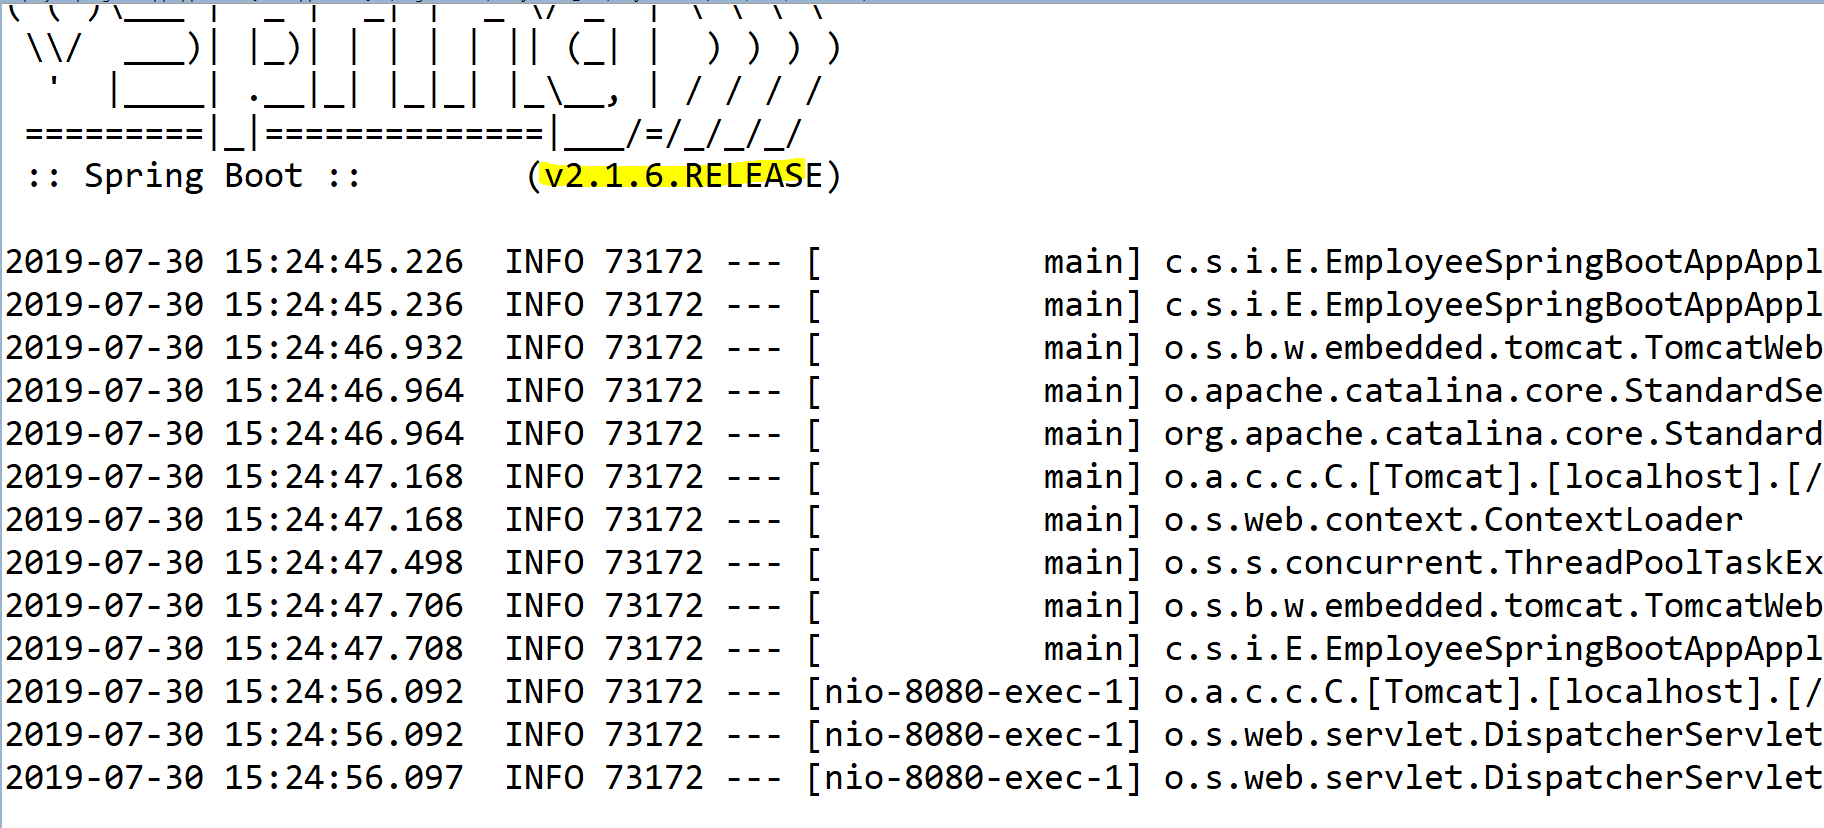 :: Spring Boot ::        (v2.1.6.RELEASE)
2019-07-30 15:24:45.226  INFO 73172 --- [           main] c.s.i.E.EmployeeSpringBootAppAppl
2019-07-30 15:24:45.236  INFO 73172 --- [           main] c.s.i.E.EmployeeSpringBootAppAppl
2019-07-30 15:24:46.932  INFO 73172 --- [           main] o.s.b.w.embedded.tomcat.TomcatWeb
2019-07-30 15:24:46.964  INFO 73172 --- [           main] o.apache.catalina.core.StandardSe
2019-07-30 15:24:46.964  INFO 73172 --- [           main] org.apache.catalina.core.Standard
2019-07-30 15:24:47.168  INFO 73172 --- [           main] o.a.c.c.C.[Tomcat].[localhost].[/
2019-07-30 15:24:47.168  INFO 73172 --- [           main] o.s.web.context.ContextLoader
2019-07-30 15:24:47.498  INFO 73172 --- [           main] o.s.s.concurrent.ThreadPoolTaskEx
2019-07-30 15:24:47.706  INFO 73172 --- [           main] o.s.b.w.embedded.tomcat.TomcatWeb
2019-07-30 15:24:47.708  INFO 73172 --- [           main] c.s.i.E.EmployeeSpringBootAppAppl
2019-07-30 15:24:56.092  INFO 73172 --- [nio-8080-exec-1] o.a.c.c.C.[Tomcat].[localhost].[/
2019-07-30 15:24:56.092  INFO 73172 --- [nio-8080-exec-1] o.s.web.servlet.DispatcherServlet
2019-07-30 15:24:56.097  INFO 73172 --- [nio-8080-exec-1] o.s.web.servlet.DispatcherServlet